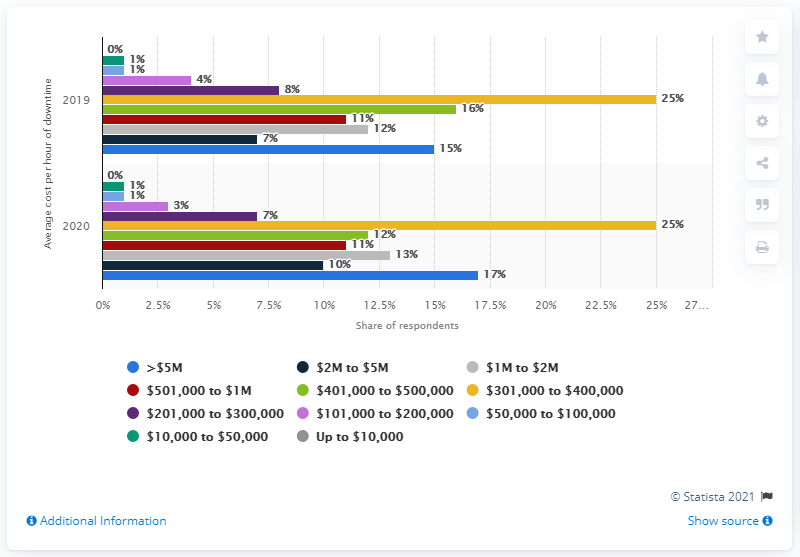 Average cost per hour of downtime
2019
0%
1%
1%
4%
8%
25%
16%
11%
12%
7%
15%
2020
0%
1%
1%
3%
7%
25%
12%
11%
13%
10%
17%
0% 2.5% 5% 7.5% 10% 12.5% 15% 17.5% 20% 22.5% 25% 27...
Share of respondents
>$5M $2M to $5M $1M to $2M
$501,000 to $1M $401,000 to $500,000 $301,000 to $400,000
$201,000 to $300,000 $101,000 to $200,000 $50,000 to $100,000
$10,000 to $50,000 Up to $10,000
© Statista 2021
Additional Information Show source